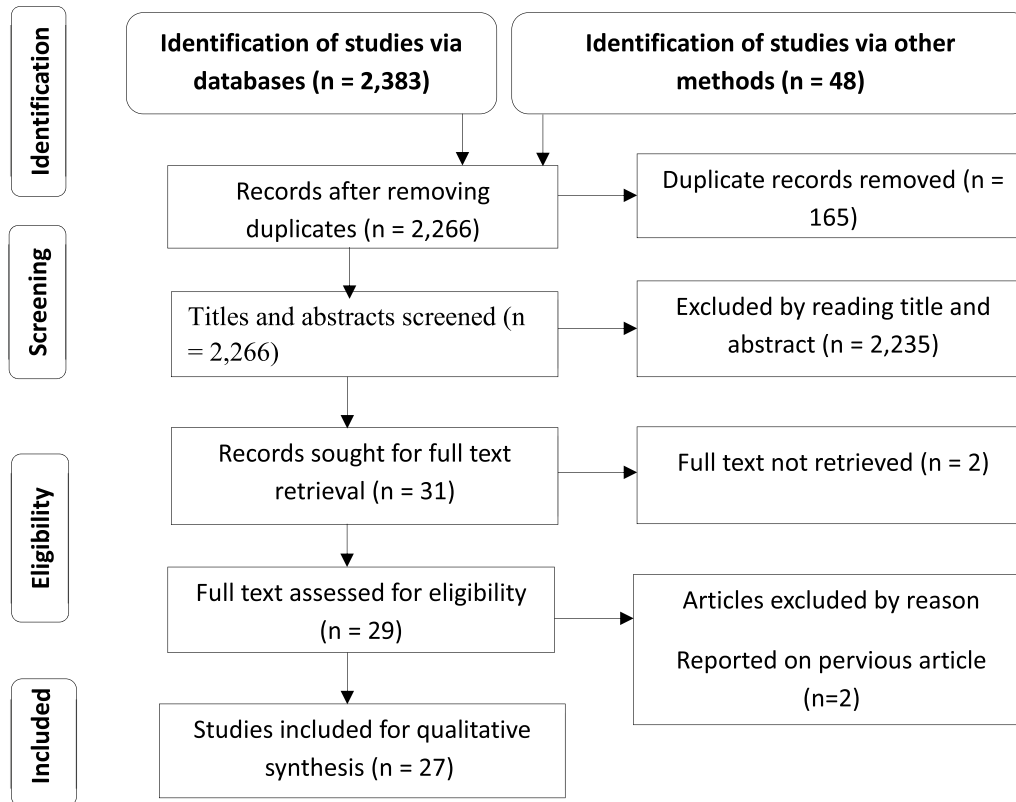 Identification
Identification of studies via
databases (n = 2,383)
Identification of studies via other
methods (n = 48)
Records after removing
duplicates (n = 2,266)
Duplicate records removed (n =
165)
Screening
Titles and abstracts screened (n
= 2,266)
Excluded by reading title and
abstract (n = 2,235)
Eligibility
Records sought for full text
retrieval (n = 31)
Full text not retrieved (n = 2)
Full text assessed for eligibility
(n = 29)
Articles excluded by reason
Reported on pervious article
(n=2)
Included
Studies included for qualitative
synthesis (n = 27)